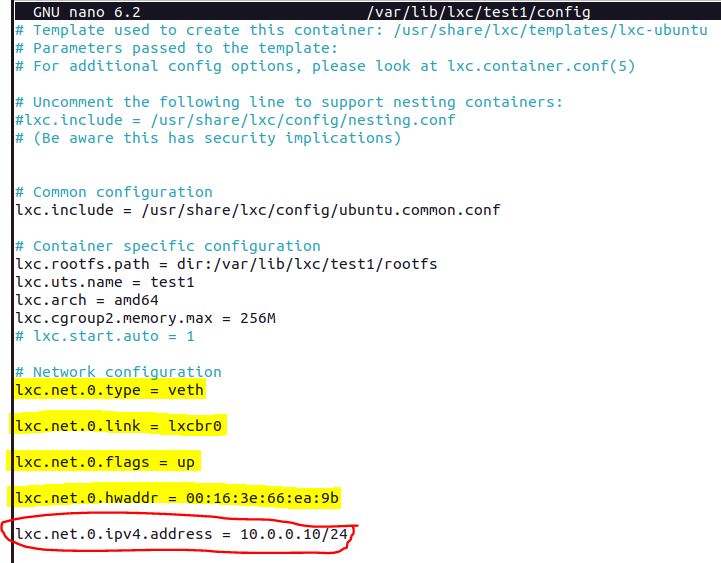 GNU nano 6.2 /var/lib/lxc/test1/config
# Template used to create this container: /usr/share/lxc/templates/lxc-ubuntu
# Parameters passed to the template:
# For additional config options, please look at lxc.container.conf(5)
# Uncomment the following line to support nesting containers:
#lxc.include = /usr/share/lxc/config/nesting.conf
# (Be aware this has security implications)
# Common configuration
lxc.include = /usr/share/lxc/config/ubuntu.common.conf
# Container specific configuration
lxc.rootfs.path = dir:/var/lib/lxc/test1/rootfs
lxc.uts.name = test1
lxc.arch = amd64
lxc.cgroup2.memory.max = 256M
# lxc.start.auto = 1
# Network configuration
lxc.net.0.type = veth
lxc.net.0.link = lxcbr0
lxc.net.0.flags = up
lxc.net.0.hwaddr = 00:16:3e:66:ea:9b
lxc.net.0.ipv4.address = 10.0.0.10/24